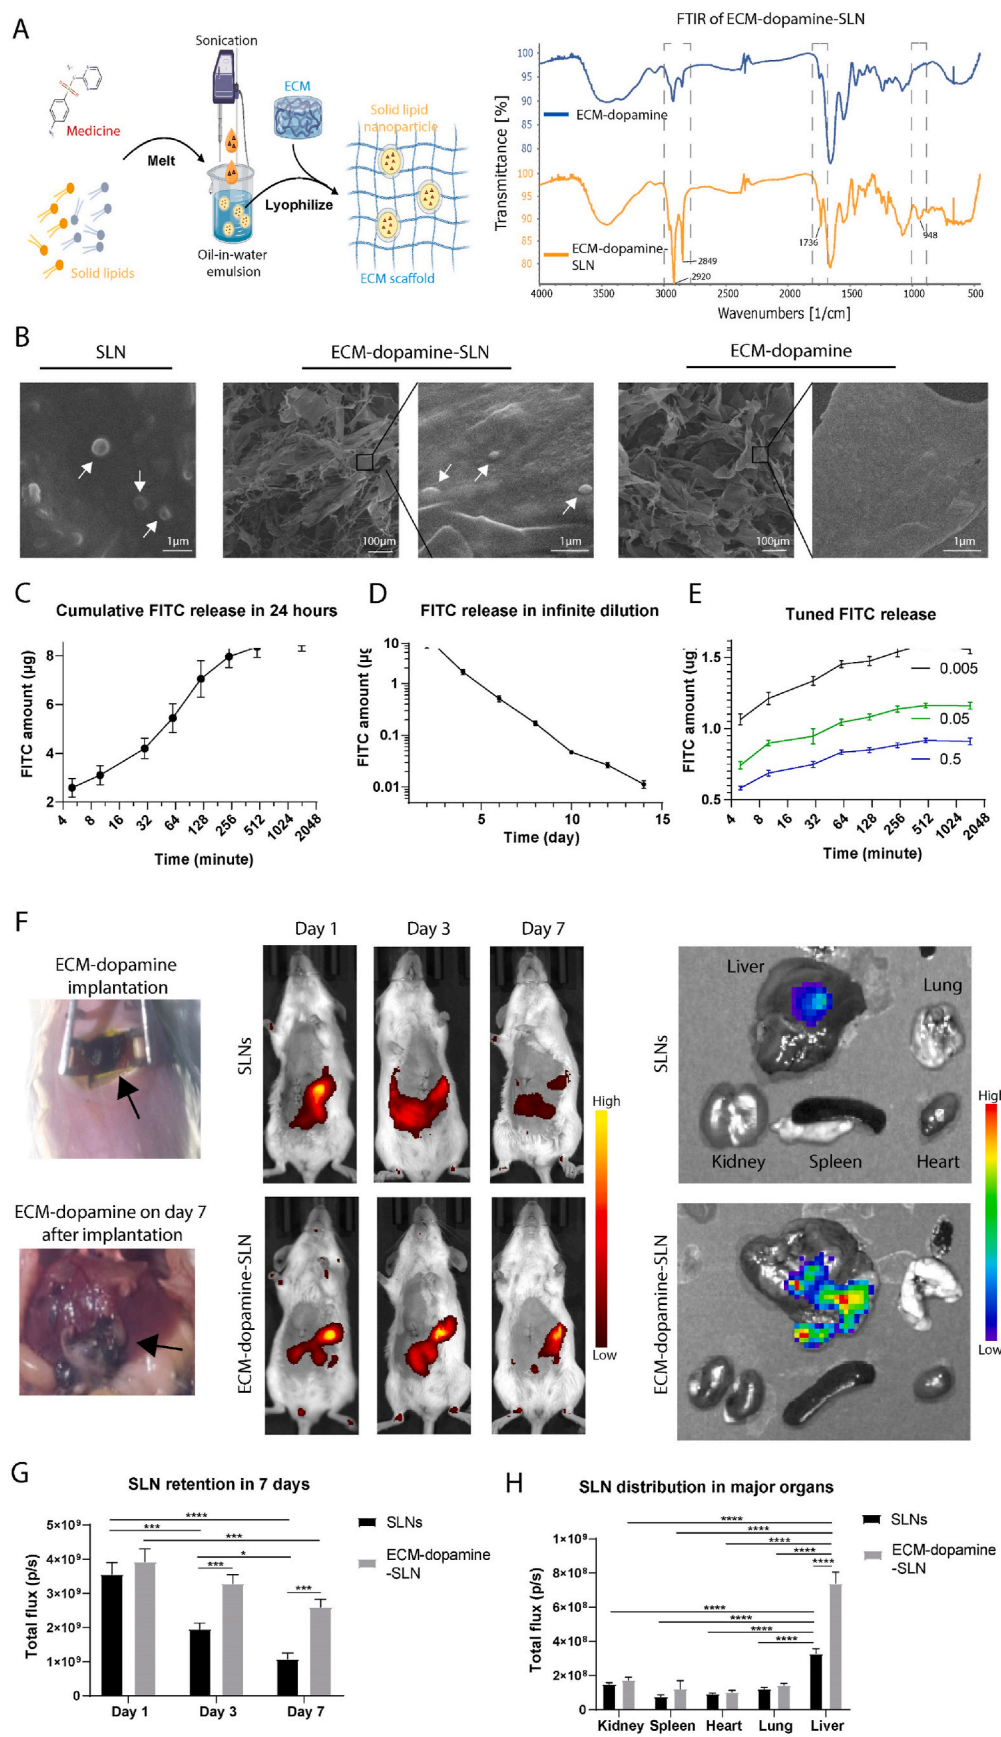 A
Sonication
Medicine
Melt
Solid lipids
Oil-in-water
emulsion
ECM
Lyophilize
Solid lipid
nanoparticle
ECM scaffold
FTIR of ECM-dopamine-SLN
Transmittance [%]
100
95
90
85
80
100
95
90
85
80
ECM-dopamine
ECM-dopamine-
SLN
2849
2920
1736
948
4000 3500 3000 2500 2000 1500 1000 500
Wavenumbers [1/cm]
B
SLN
ECM-dopamine-SLN
ECM-dopamine
1μm
100μm
1μm
100μm
1μm
C
Cumulative FITC release in 24 hours
FITC amount (μg)
8
6
4
2
4 8 16 32 64 128 256 512 1024 2048
Time (minute)
D
FITC release in infinite dilution
FITC amount (μg
10
1
0.1
0.01
5 10 15
Time (day)
E
Tuned FITC release
FITC amount (ug
1.5
1.0
0.5
0.005
0.05
0.5
4 8 16 32 64 128 256 512 1024 2048
Time (minute)
F
ECM-dopamine
implantation
ECM-dopamine on day 7
after implantation
Day 1
Day 3
Day 7
SLNs
ECM-dopamine-SLN
High
Low
SLNs
Liver
Lung
Kidney
Spleen
Heart
ECM-dopamine-SLN
High
Low
G
SLN retention in 7 days
Total flux (p/s)
5×10⁹
4×10⁹
3×10⁹
2×10⁹
1×10⁹
0
****
***
***
*
***
***
Day 1 Day 3 Day 7
SLNs
ECM-dopamine
-SLN
H
SLN distribution in major organs
Total flux (p/s)
1×10⁹
8×10⁸
6×10⁸
4×10⁸
2×10⁸
0
****
****
****
****
****
****
****
****
****
Kidney Spleen Heart Lung Liver
SLNs
ECM-dopamine
-SLN